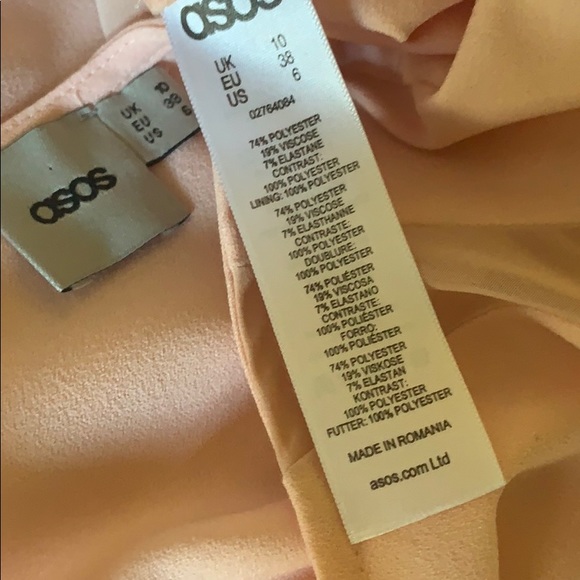 asos
UK 10
EU 38
US 6
asos
UK 10
EU 38
US 6
02764084
74% POLYESTER
19% VISCOSE
7% ELASTANE
CONTRAST:
100% POLYESTER
LINING: 100% POLYESTER
74% POLYESTER
19% VISCOSE
7% ELASTHANNE
CONTRASTE:
100% POLYESTER
DOUBLURE:
100% POLYESTER
74% POLIÉSTER
19% VISCOSA
7% ELASTANO
CONTRASTE:
100% POLIÉSTER
FORRO:
100% POLIÉSTER
74% POLYESTER
19% VISKOSE
7% ELASTAN
KONTRAST:
100% POLYESTER
FUTTER: 100% POLYESTER
MADE IN ROMANIA
asos.com Ltd